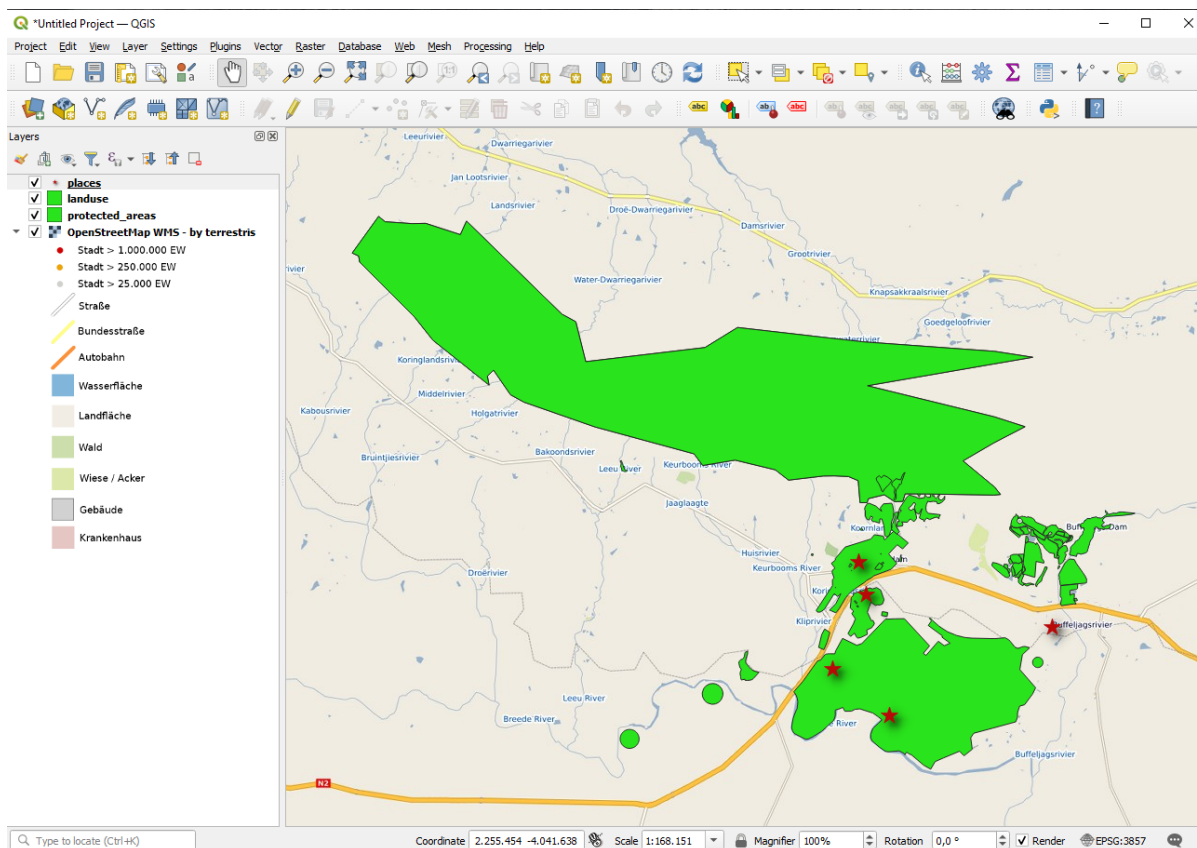 *Untitled Project — QGIS
Project Edit View Layer Settings Plugins Vector Raster Database Web Mesh Processing Help
Layers
places
landuse
protected_areas
OpenStreetMap WMS - by terrestris
Stadt > 1.000.000 EW
Stadt > 250.000 EW
Stadt > 25.000 EW
Straße
Bundesstraße
Autobahn
Wasserfläche
Landfläche
Wald
Wiese / Acker
Gebäude
Krankenhaus
Leeurivier
Dwarriegarivier
Jan Lootsrivier
Landsrivier
Droë-Dwarriegarivier
Damsrivier
Grootrivier
Water-Dwarriegarivier
Knapsakkraalsrivier
Goedgeloofrivier
Middelrivier
Kabousrivier
Holgatrivier
Bruintjiesrivier
Bakoondsrivier
Leeu River
Keurbooms River
Jaaglaagte
Huisrivier
Keurbooms River
Droërivier
Kliprivier
Buffeljagsrivier
Leeu River
Breede River
River
Buffeljagsrivier
N2
Type to locate (Ctrl+K)
Coordinate 2.255.454 -4.041.638 Scale 1:168.151 Magnifier 100% Rotation 0,0 ° Render EPSG:3857